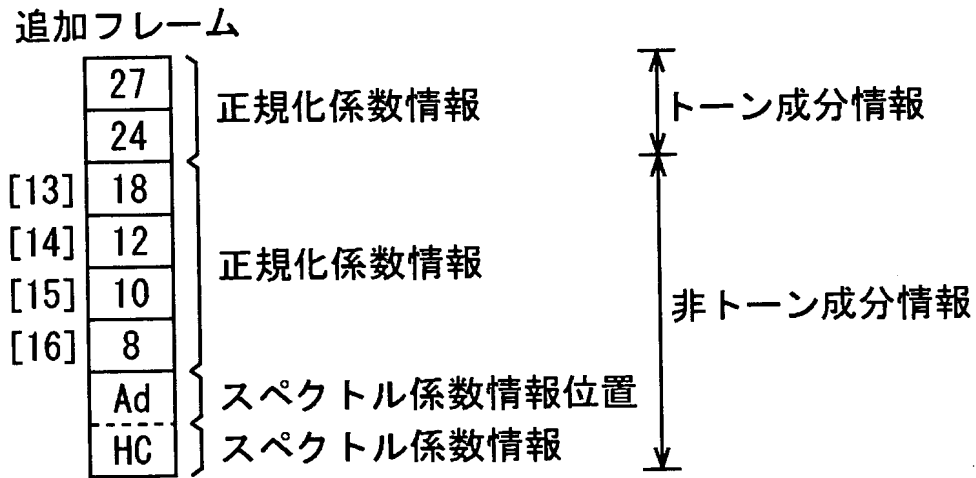 追加フレーム
27
正規化係数情報
トーン成分情報
24
[13] 18
[14] 12
正規化係数情報
[15] 10
非トーン成分情報
[16] 8
Ad スペクトル係数情報位置
HC スペクトル係数情報